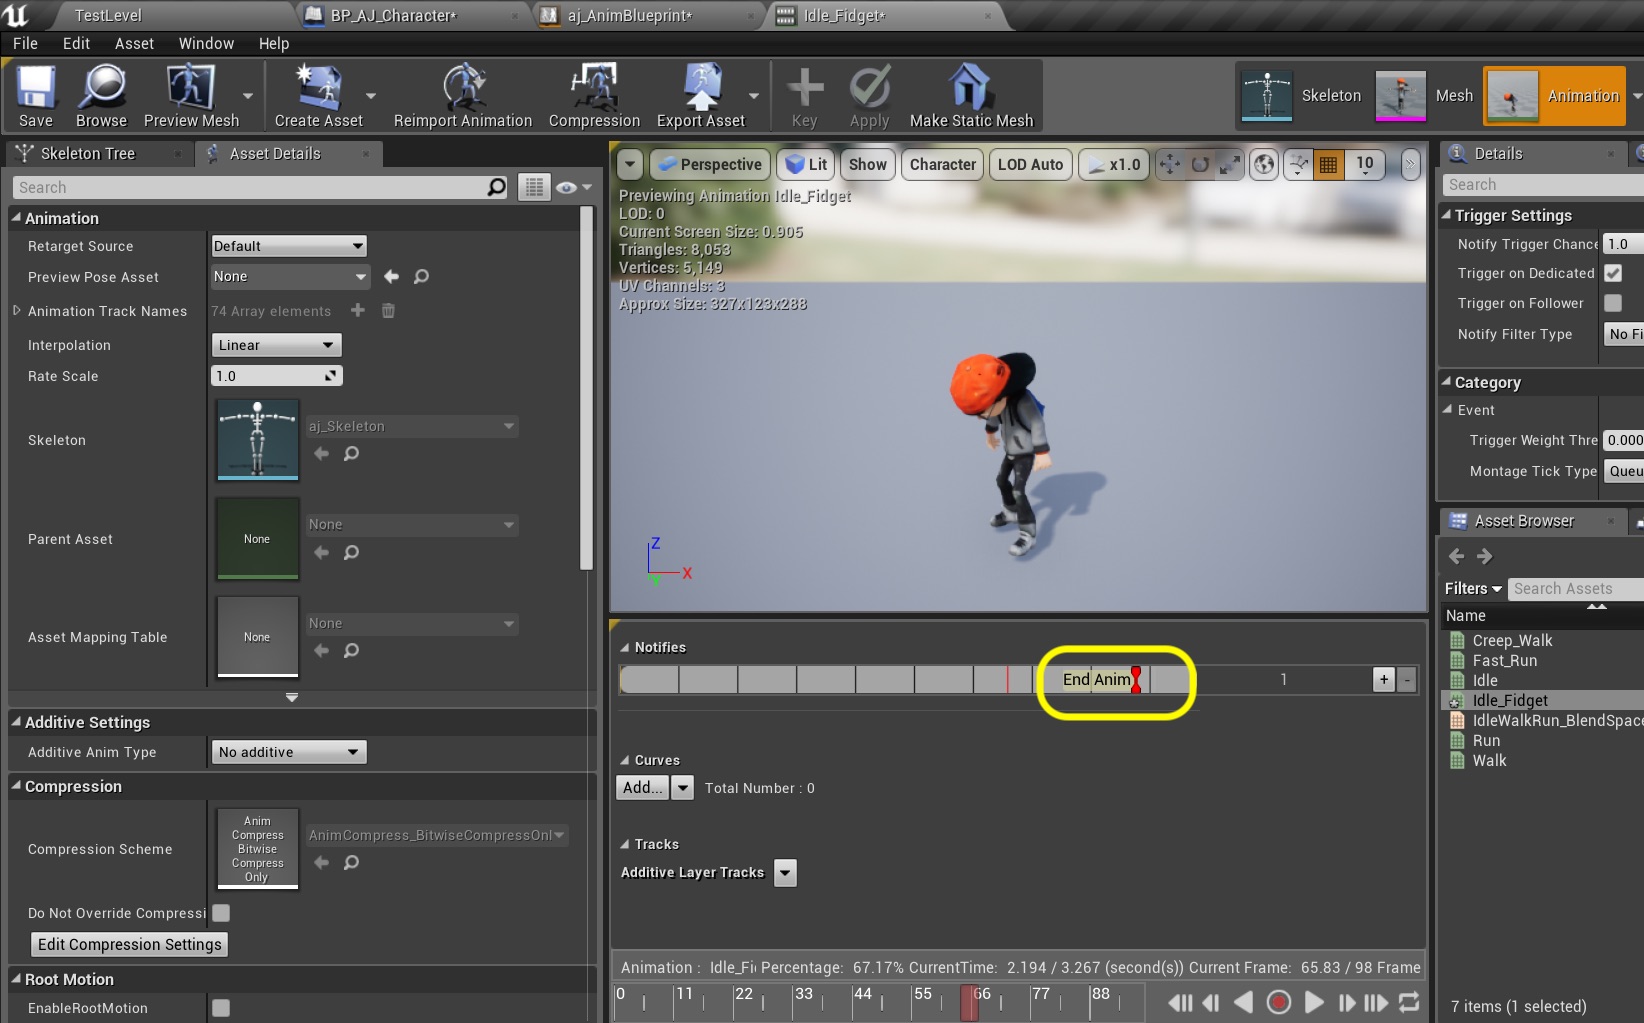 TestLevel
BP_AJ_Character*
aj_AnimBlueprint*
Idle_Fidget*
File Edit Asset Window Help
Save
Browse
Preview Mesh
Create Asset
Reimport Animation
Compression
Export Asset
Key
Apply
Make Static Mesh
Skeleton
Mesh
Animation
Skeleton Tree
Asset Details
Search
Animation
Retarget Source Default
Preview Pose Asset None
Animation Track Names 74 Array elements
Interpolation Linear
Rate Scale 1.0
Skeleton aj_Skeleton
Parent Asset None None
Asset Mapping Table None None
Additive Settings
Additive Anim Type No additive
Compression
Compression Scheme
Anim
Compress
Bitwise
Compress
Only
AnimCompress_BitwiseCompressOnl
Do Not Override Compressi
Edit Compression Settings
Root Motion
EnableRootMotion
Perspective Lit Show Character LOD Auto x1.0 10
Previewing Animation Idle_Fidget
LOD: 0
Current Screen Size: 0.905
Triangles: 8,053
Vertices: 5,149
UV Channels: 3
Approx Size: 327x123x288
Z
X
Y
Notifies
End Anim 1 + -
Curves
Add... Total Number : 0
Tracks
Additive Layer Tracks
Animation : Idle_Fi Percentage: 67.17% CurrentTime: 2.194 / 3.267 (second(s)) Current Frame: 65.83 / 98 Frame
0 11 22 33 44 55 66 77 88
Details
Search
Trigger Settings
Notify Trigger Chance 1.0
Trigger on Dedicated
Trigger on Follower
Notify Filter Type No Fi
Category
Event
Trigger Weight Thre 0.000
Montage Tick Type Queu
Asset Browser
Filters Search Assets
Name
Creep_Walk
Fast_Run
Idle
Idle_Fidget
IdleWalkRun_BlendSpace
Run
Walk
7 items (1 selected)